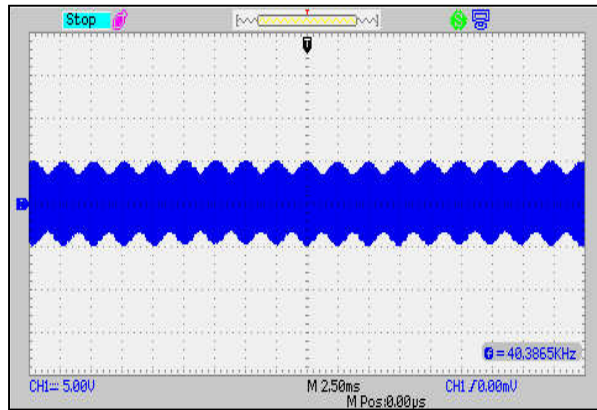 Stop
T
f = 40.3865KHz
CH1 5.00V M 2.50ms CH1 0.00mV
M Pos:0.00μs